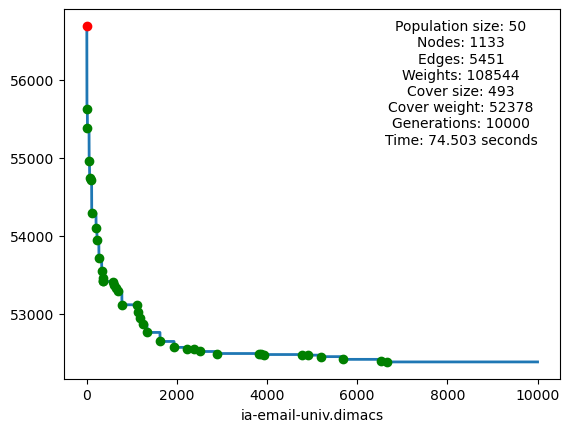 Population size: 50
Nodes: 1133
Edges: 5451
Weights: 108544
Cover size: 493
Cover weight: 52378
Generations: 10000
Time: 74.503 seconds
56000
55000
54000
53000
0 2000 4000 6000 8000 10000
ia-email-univ.dimacs